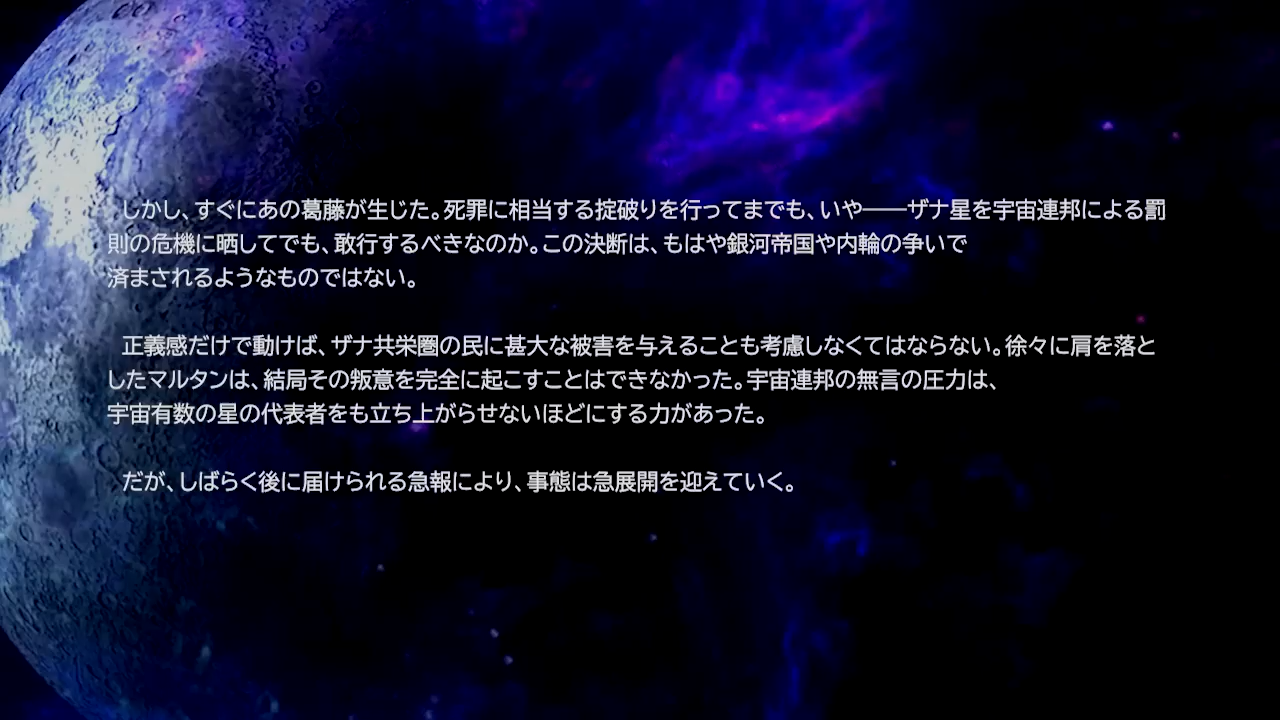 しかし、すぐにあの葛藤が生じた。死罪に相当する掟破りを行ってまでも、いや――ザナ星を宇宙連邦による罰
則の危機に晒してでも、敢行するべきなのか。この決断は、もはや銀河帝国や内輪の争いで
済まされるようなものではない。
正義感だけで動けば、ザナ共栄圏の民に甚大な被害を与えることも考慮しなくてはならない。徐々に肩を落と
したマルタンは、結局その叛意を完全に起こすことはできなかった。宇宙連邦の無言の圧力は、
宇宙有数の星の代表者をも立ち上がらせないほどにする力があった。
だが、しばらく後に届けられる急報により、事態は急展開を迎えていく。